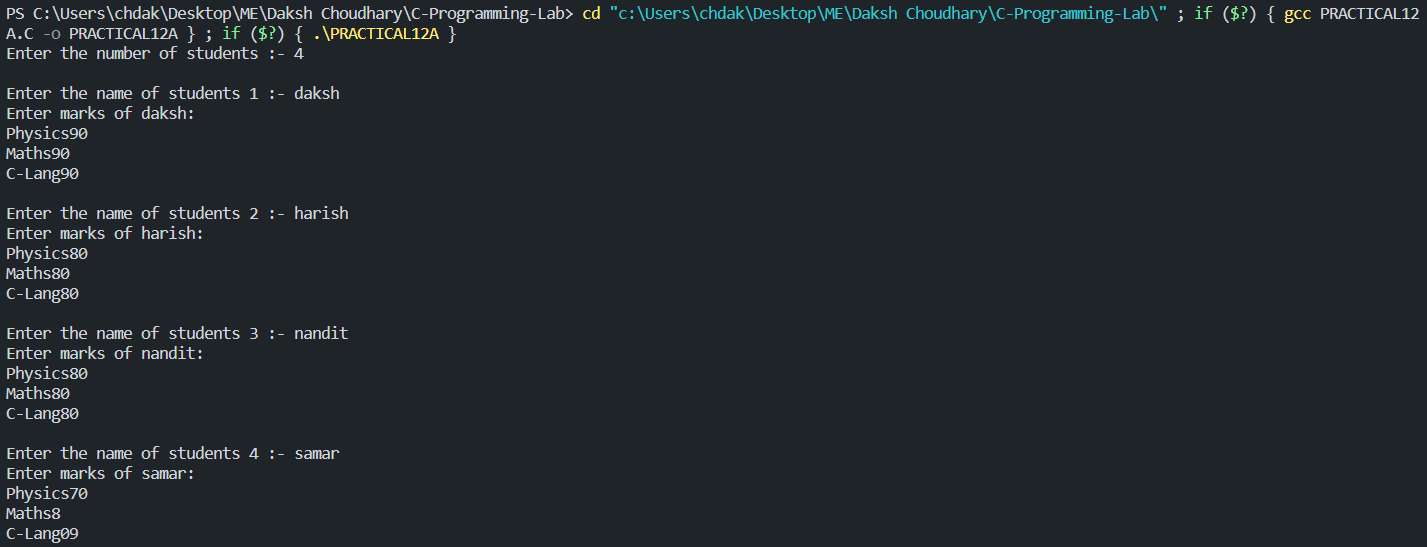 PS C:\Users\chdak\Desktop\ME\Daksh Choudhary\C-Programming-Lab> cd "c:\Users\chdak\Desktop\ME\Daksh Choudhary\C-Programming-Lab\" ; if ($?) { gcc PRACTICAL12
A.C -o PRACTICAL12A } ; if ($?) { .\PRACTICAL12A }
Enter the number of students :- 4
Enter the name of students 1 :- daksh
Enter marks of daksh:
Physics90
Maths90
C-Lang90
Enter the name of students 2 :- harish
Enter marks of harish:
Physics80
Maths80
C-Lang80
Enter the name of students 3 :- nandit
Enter marks of nandit:
Physics80
Maths80
C-Lang80
Enter the name of students 4 :- samar
Enter marks of samar:
Physics70
Maths8
C-Lang09